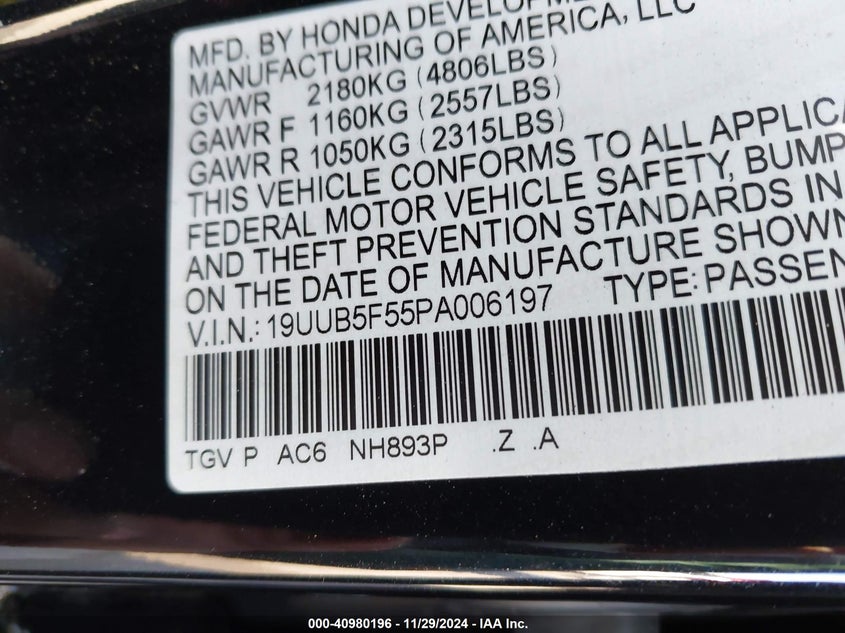 MFD. BY HONDA
MANUFACTURING OF AMERICA, LLC
GVWR 2180KG (4806LBS)
GAWR F 1160KG (2557LBS)
GAWR R 1050KG (2315LBS)
THIS VEHICLE CONFORMS TO ALL
FEDERAL MOTOR VEHICLE SAFETY, BUMP
AND THEFT PREVENTION STANDARDS IN
ON THE DATE OF MANUFACTURE SHOWN
V.I.N.: 19UUB5F55PA006197 TYPE: PASSEN
TGV P AC6 NH893P .Z .A
000-40980196 - 11/29/2024 - IAA Inc.